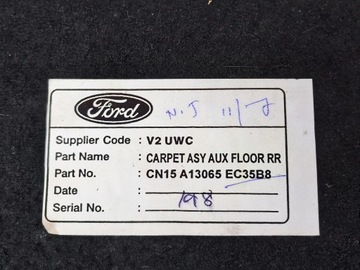 Ford
Supplier Code : V2 UWC
Part Name : CARPET ASY AUX FLOOR RR
Part No. : CN15 A13065 EC35B8
Date :
Serial No. : 198